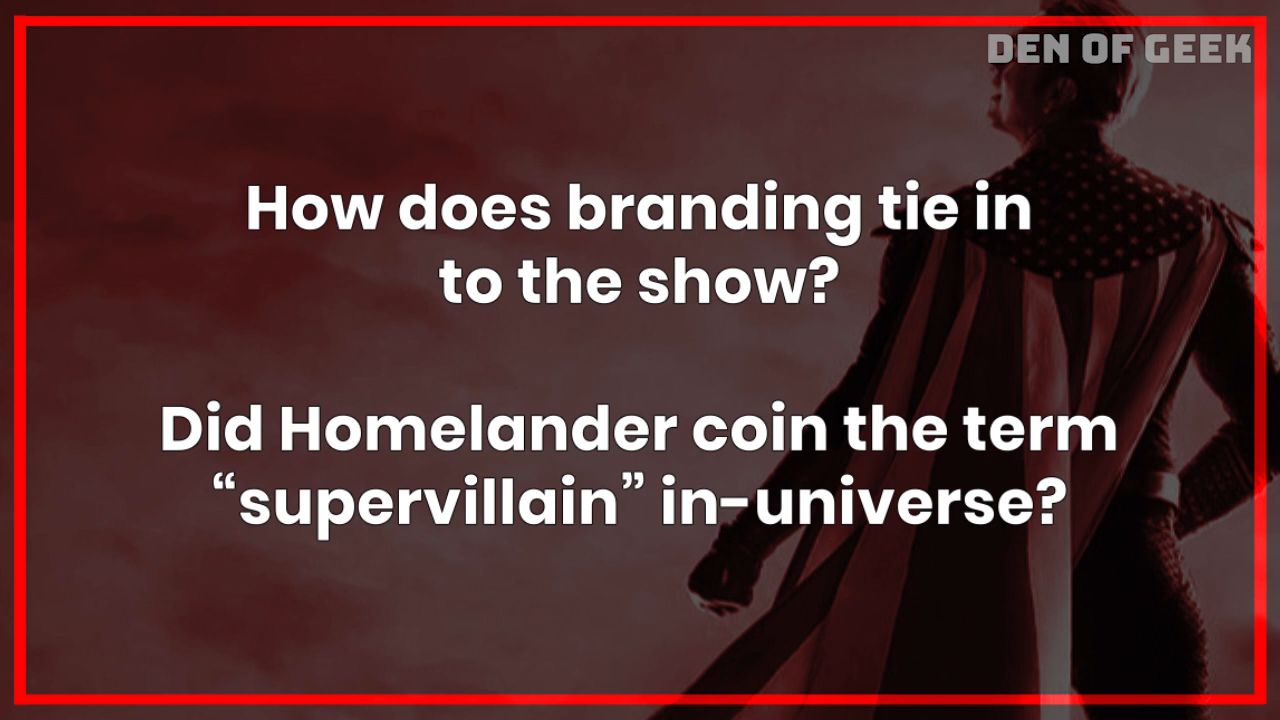 DEN OF GEEK
How does branding tie in
to the show?
Did Homelander coin the term
“supervillain” in-universe?